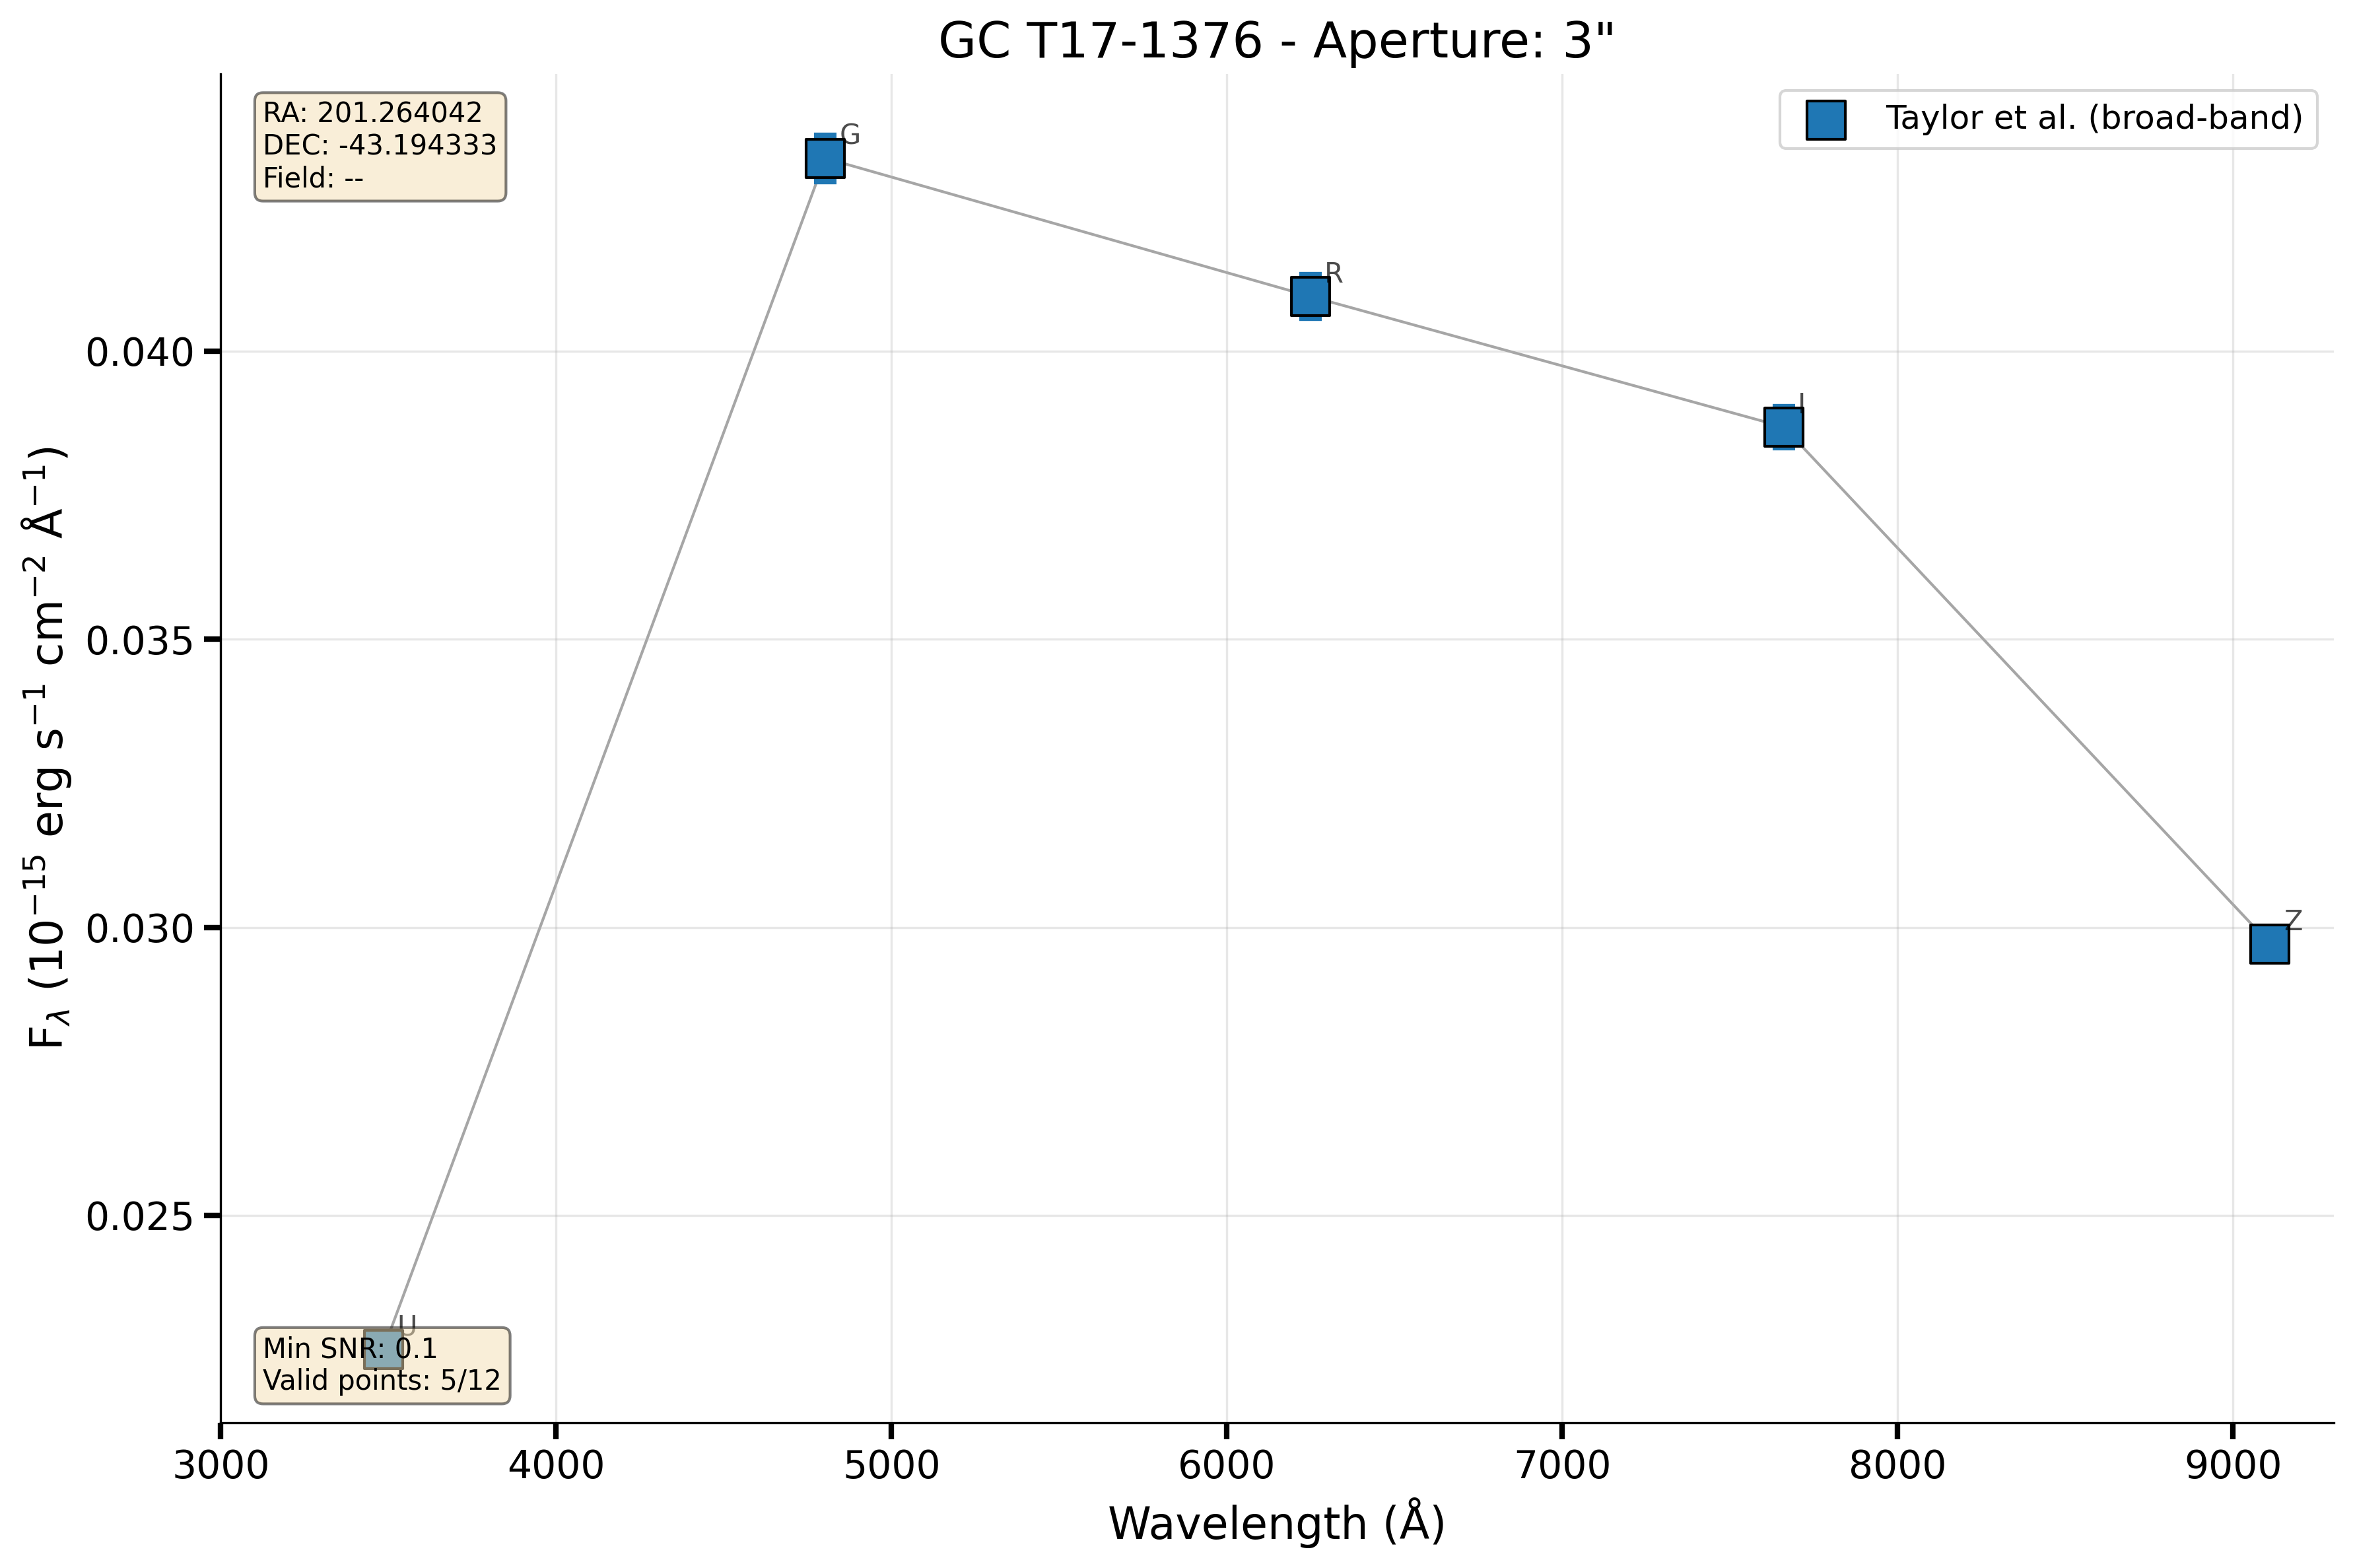 GC T17-1376 - Aperture: 3"
RA: 201.264042
DEC: -43.194333
Field: --
Taylor et al. (broad-band)
G
R
I
Z
U
Min SNR: 0.1
Valid points: 5/12
0.040
0.035
0.030
0.025
F_λ (10⁻¹⁵ erg s⁻¹ cm⁻² Å⁻¹)
3000 4000 5000 6000 7000 8000 9000
Wavelength (Å)